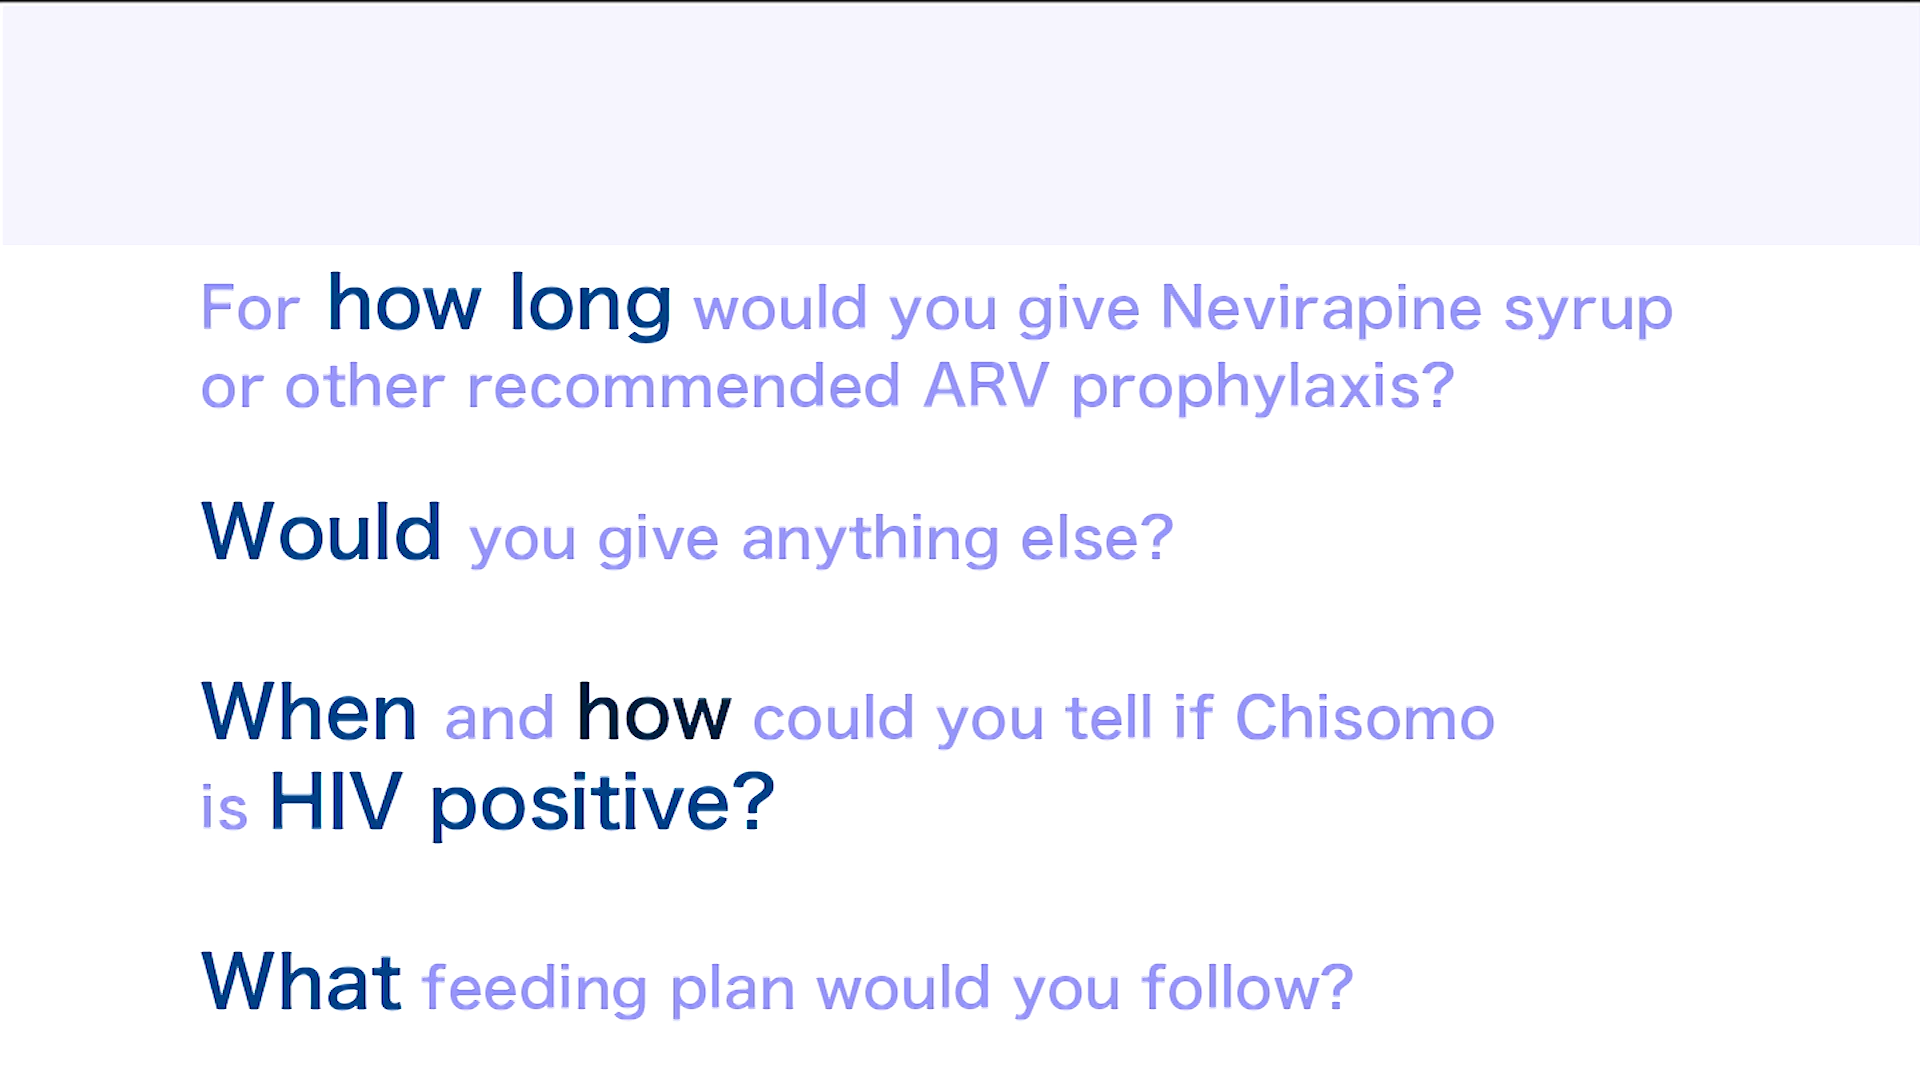 For how long would you give Nevirapine syrup
or other recommended ARV prophylaxis?
Would you give anything else?
When and how could you tell if Chisomo
is HIV positive?
What feeding plan would you follow?